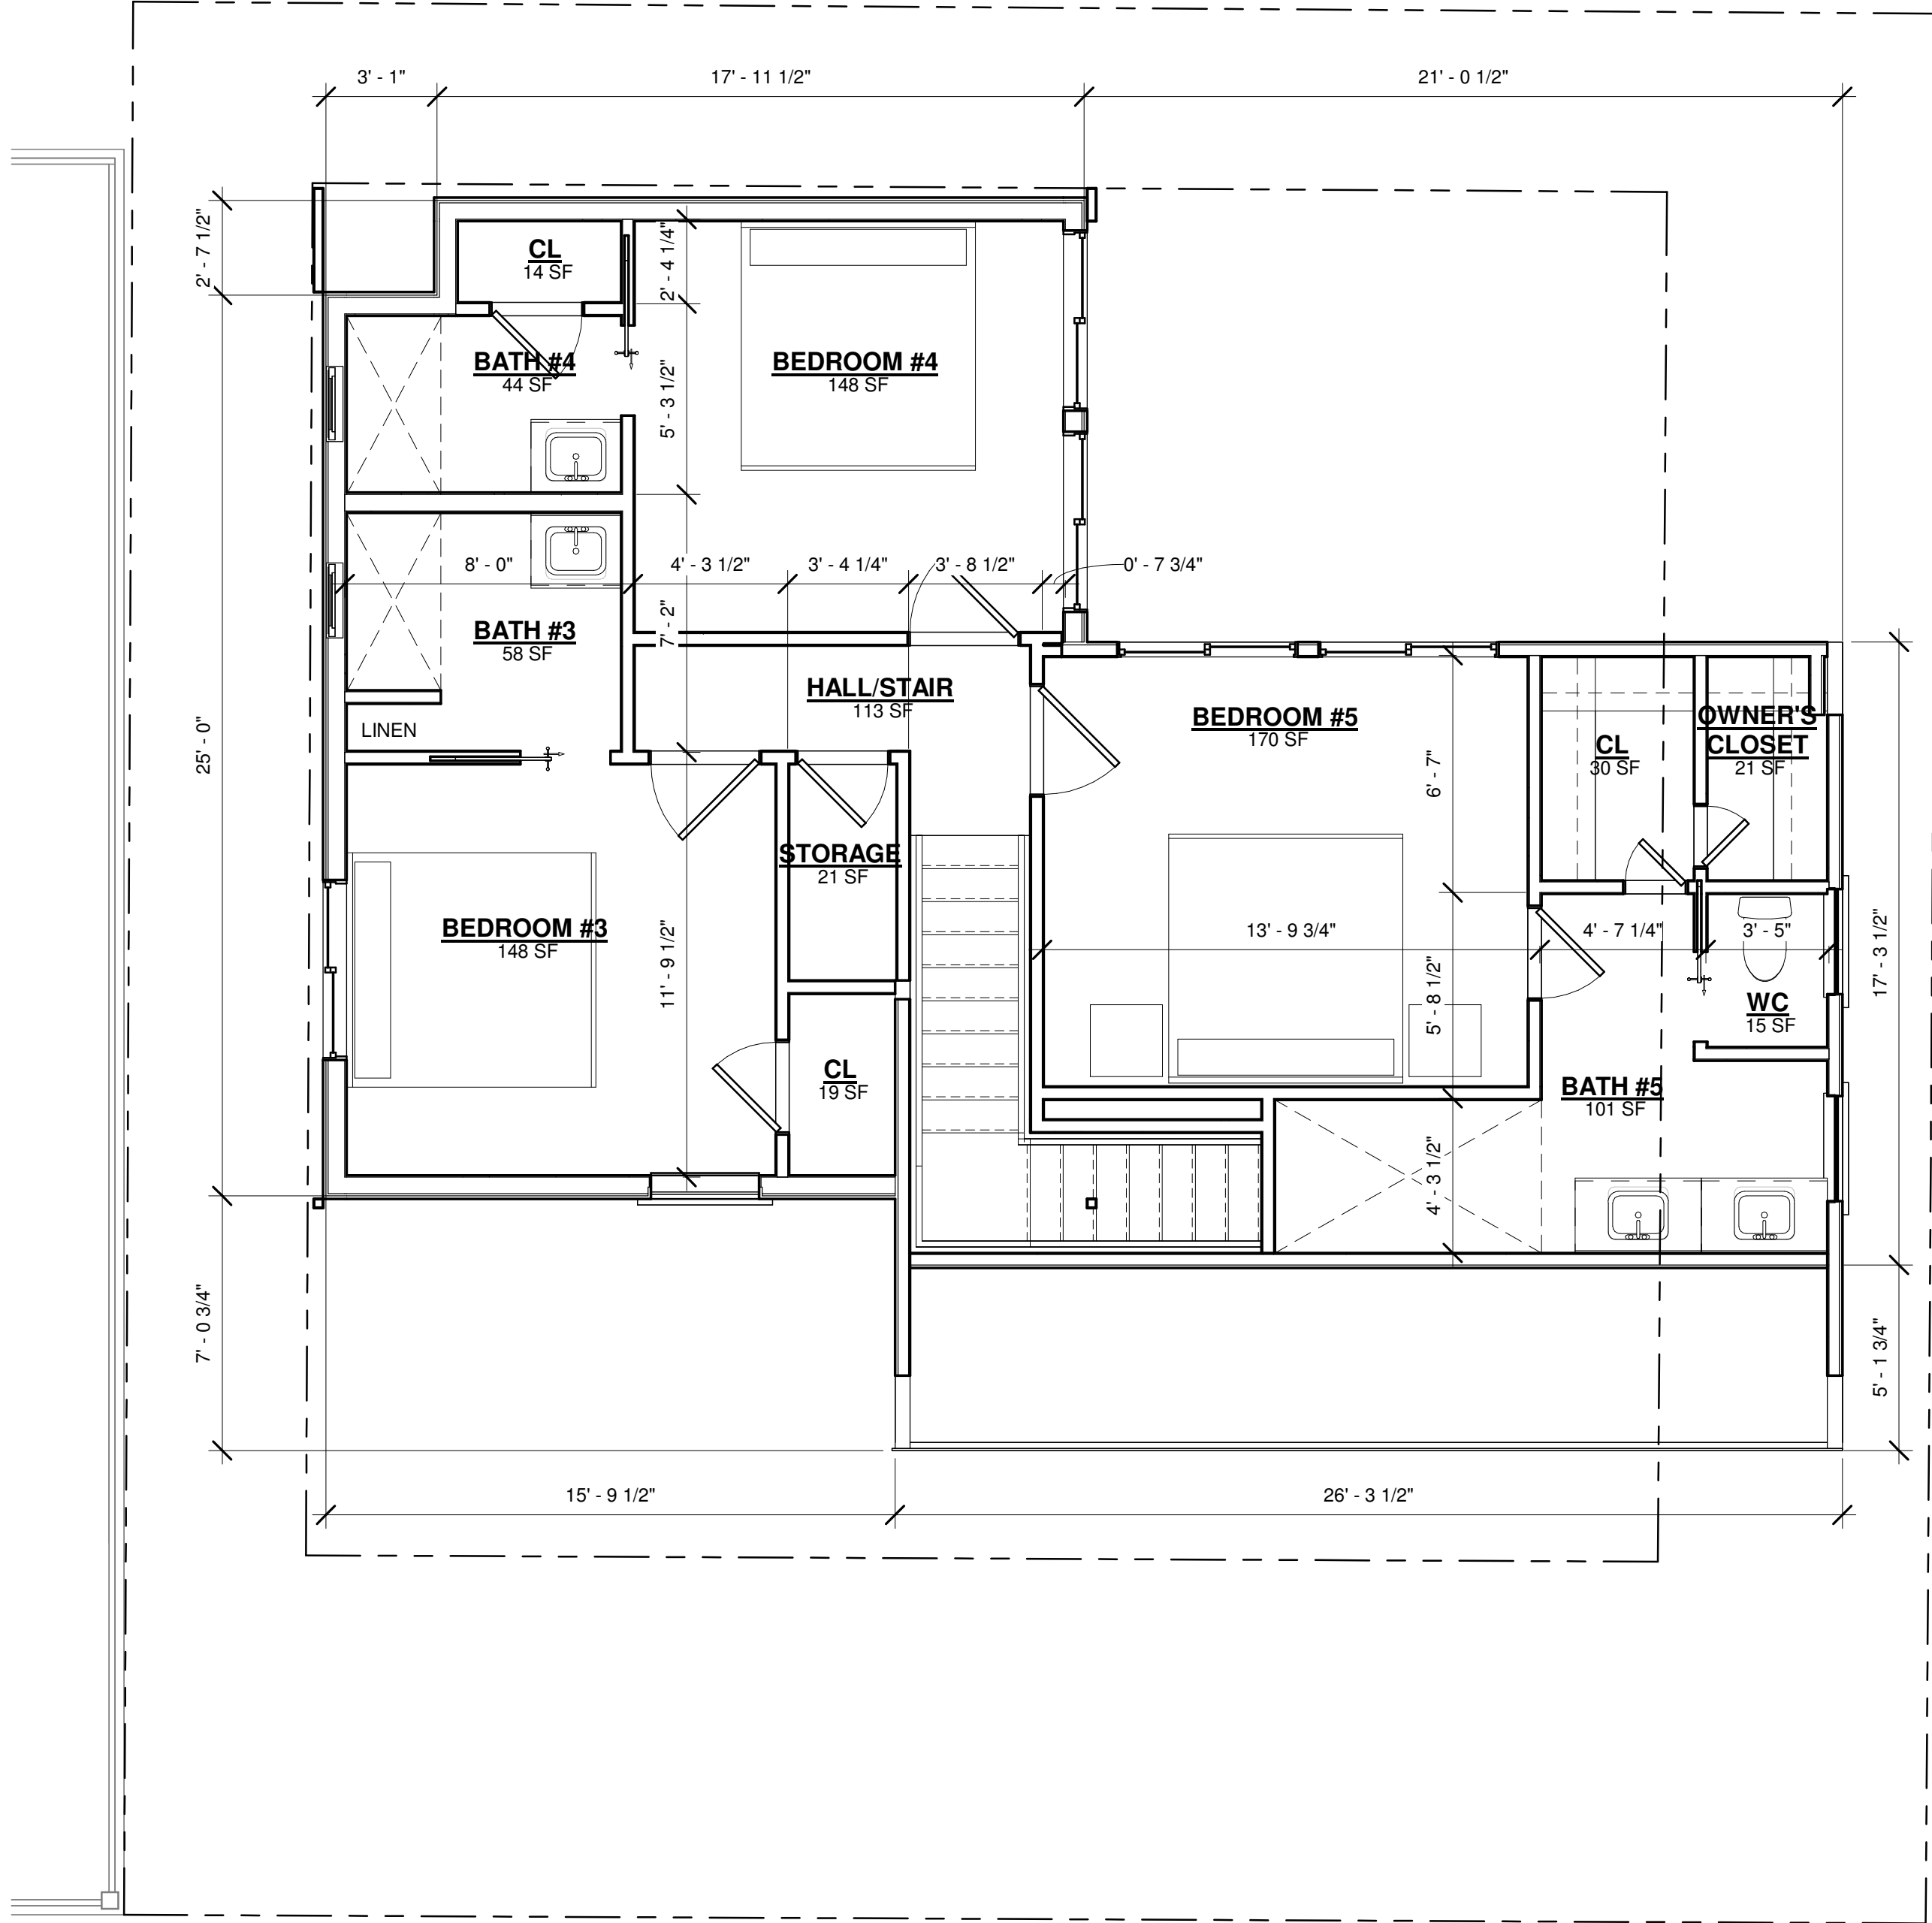 3' - 1"
17' - 11 1/2"
21' - 0 1/2"
2' - 7 1/2"
CL
14 SF
2' - 4 1/4"
BATH #4
44 SF
5' - 3 1/2"
BEDROOM #4
148 SF
8' - 0"
4' - 3 1/2"
3' - 4 1/4"
3' - 8 1/2"
0' - 7 3/4"
BATH #3
58 SF
7' - 2"
HALL/STAIR
113 SF
BEDROOM #5
170 SF
LINEN
25' - 0"
6' - 7"
CL
30 SF
OWNER'S
CLOSET
21 SF
STORAGE
21 SF
BEDROOM #3
148 SF
11' - 9 1/2"
13' - 9 3/4"
4' - 7 1/4"
3' - 5"
17' - 3 1/2"
5' - 8 1/2"
WC
15 SF
CL
19 SF
BATH #5
101 SF
4' - 3 1/2"
7' - 0 3/4"
5' - 1 3/4"
15' - 9 1/2"
26' - 3 1/2"